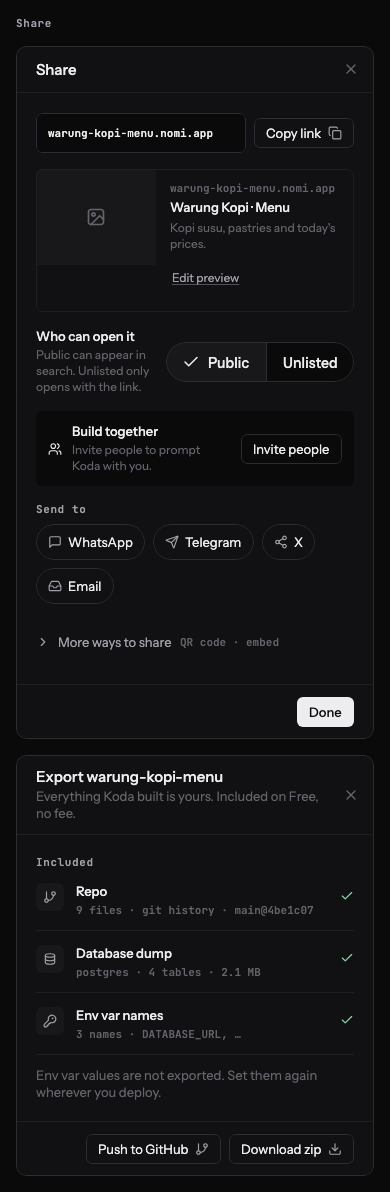 Share
Share
warung-kopi-menu.nomi.app
Copy link
warung-kopi-menu.nomi.app
Warung Kopi · Menu
Kopi susu, pastries and today's
prices.
Edit preview
Who can open it
Public can appear in
search. Unlisted only
opens with the link.
Public
Unlisted
Build together
Invite people to prompt
Koda with you.
Invite people
Send to
WhatsApp
Telegram
X
Email
More ways to share QR code · embed
Done
Export warung-kopi-menu
Everything Koda built is yours. Included on Free,
no fee.
Included
Repo
9 files · git history · main@4be1c07
Database dump
postgres · 4 tables · 2.1 MB
Env var names
3 names · DATABASE_URL, …
Env var values are not exported. Set them again
wherever you deploy.
Push to GitHub
Download zip